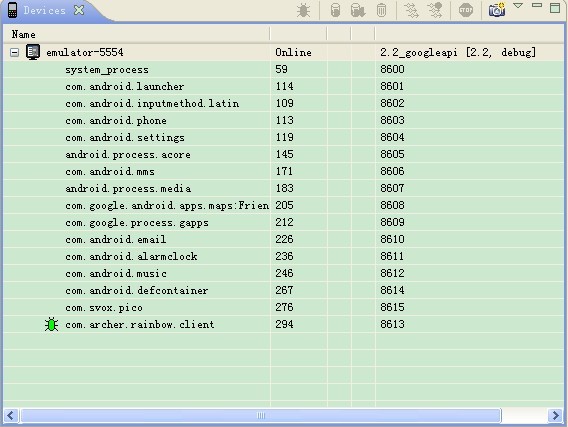 Devices
STOP
Name
emulator-5554 Online 2.2_googleapi [2.2, debug]
system_process 59 8600
com.android.launcher 114 8601
com.android.inputmethod.latin 109 8602
com.android.phone 113 8603
com.android.settings 119 8604
android.process.acore 145 8605
com.android.mms 171 8606
android.process.media 183 8607
com.google.android.apps.maps:Frien 205 8608
com.google.process.gapps 212 8609
com.android.email 226 8610
com.android.alarmclock 236 8611
com.android.music 246 8612
com.android.defcontainer 267 8614
com.svox.pico 276 8615
com.archer.rainbow.client 294 8613